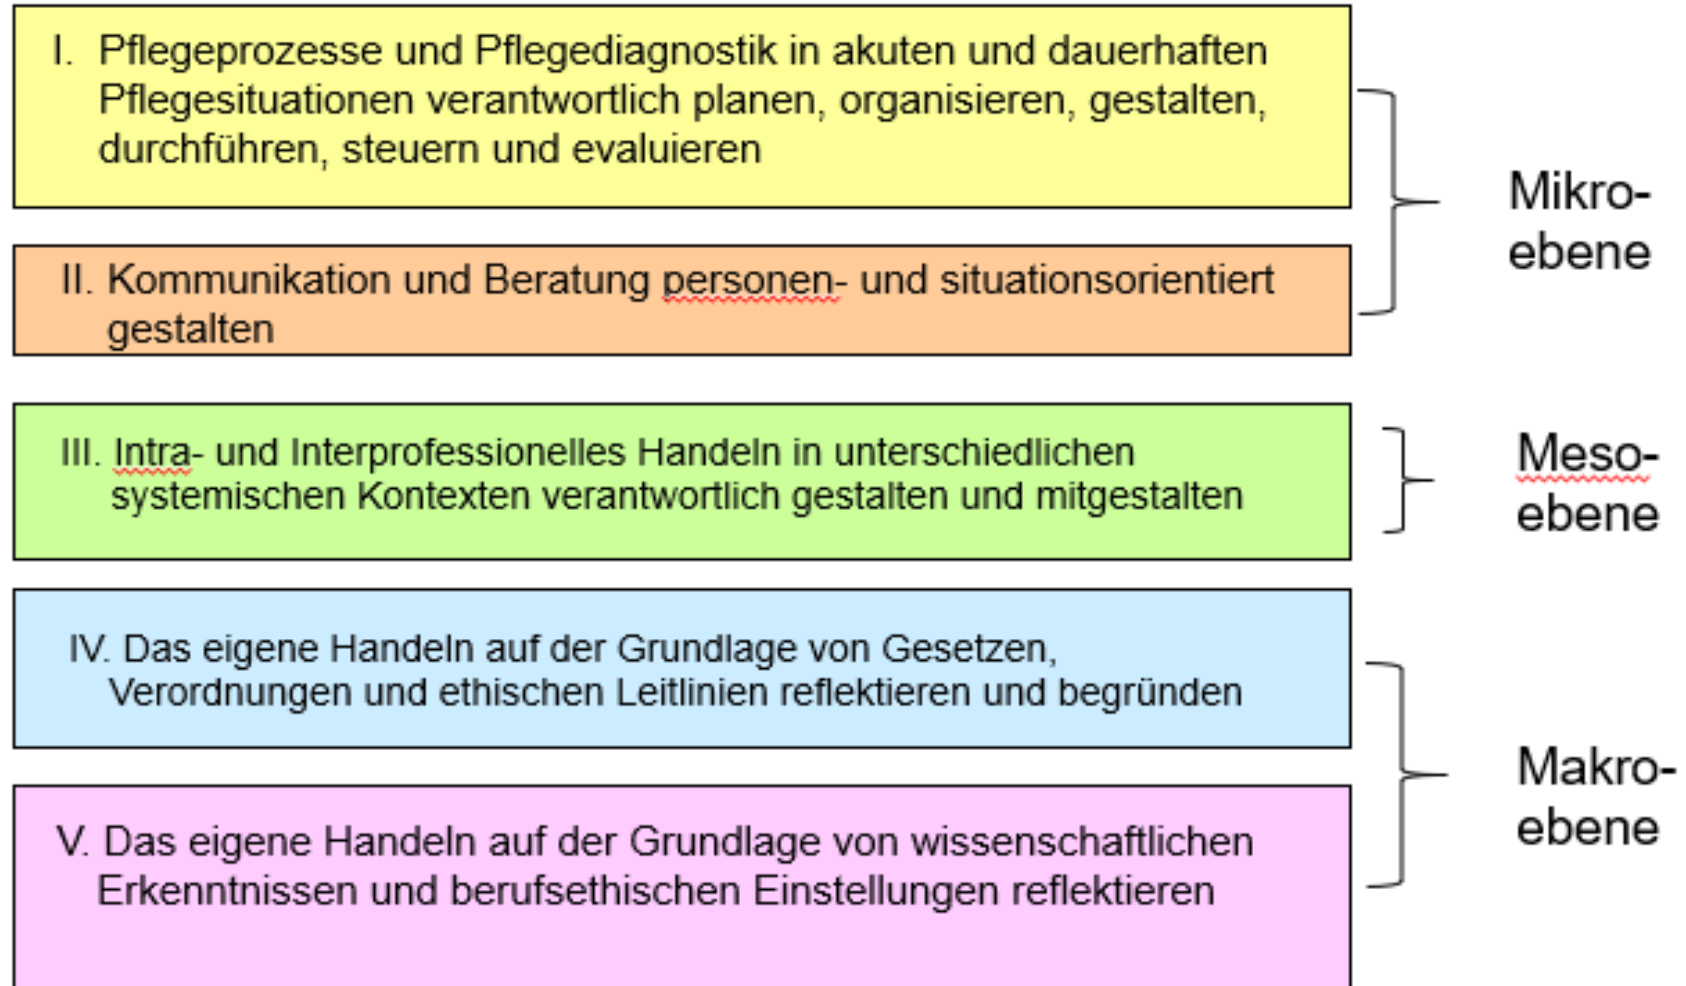 I. Pflegeprozesse und Pflegediagnostik in akuten und dauerhaften
Pflegesituationen verantwortlich planen, organisieren, gestalten,
durchführen, steuern und evaluieren
Mikro-
ebene
II. Kommunikation und Beratung personen- und situationsorientiert
gestalten
III. Intra- und Interprofessionelles Handeln in unterschiedlichen
systemischen Kontexten verantwortlich gestalten und mitgestalten
Meso-
ebene
IV. Das eigene Handeln auf der Grundlage von Gesetzen,
Verordnungen und ethischen Leitlinien reflektieren und begründen
V. Das eigene Handeln auf der Grundlage von wissenschaftlichen
Erkenntnissen und berufsethischen Einstellungen reflektieren
Makro-
ebene